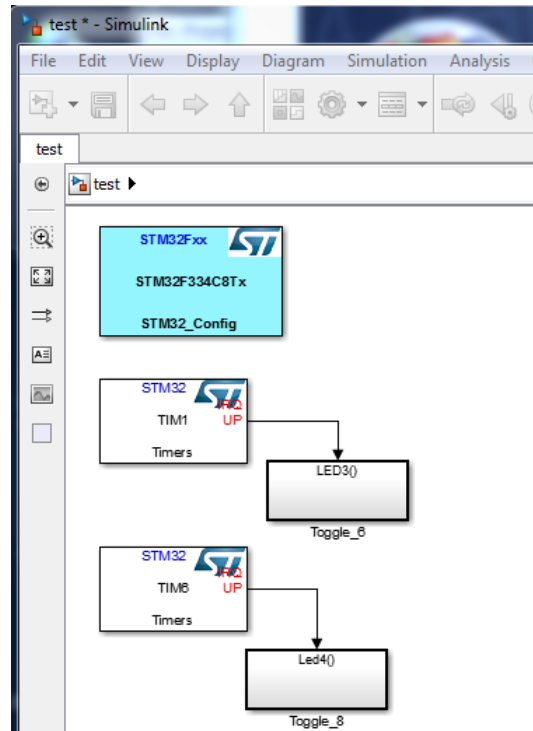 test * - Simulink
File Edit View Display Diagram Simulation Analysis
test
test
STM32Fxx
STM32F334C8Tx
STM32_Config
STM32
IRQ
TIM1 UP
Timers
LED3()
Toggle_6
STM32
IRQ
TIM6 UP
Timers
Led4()
Toggle_8